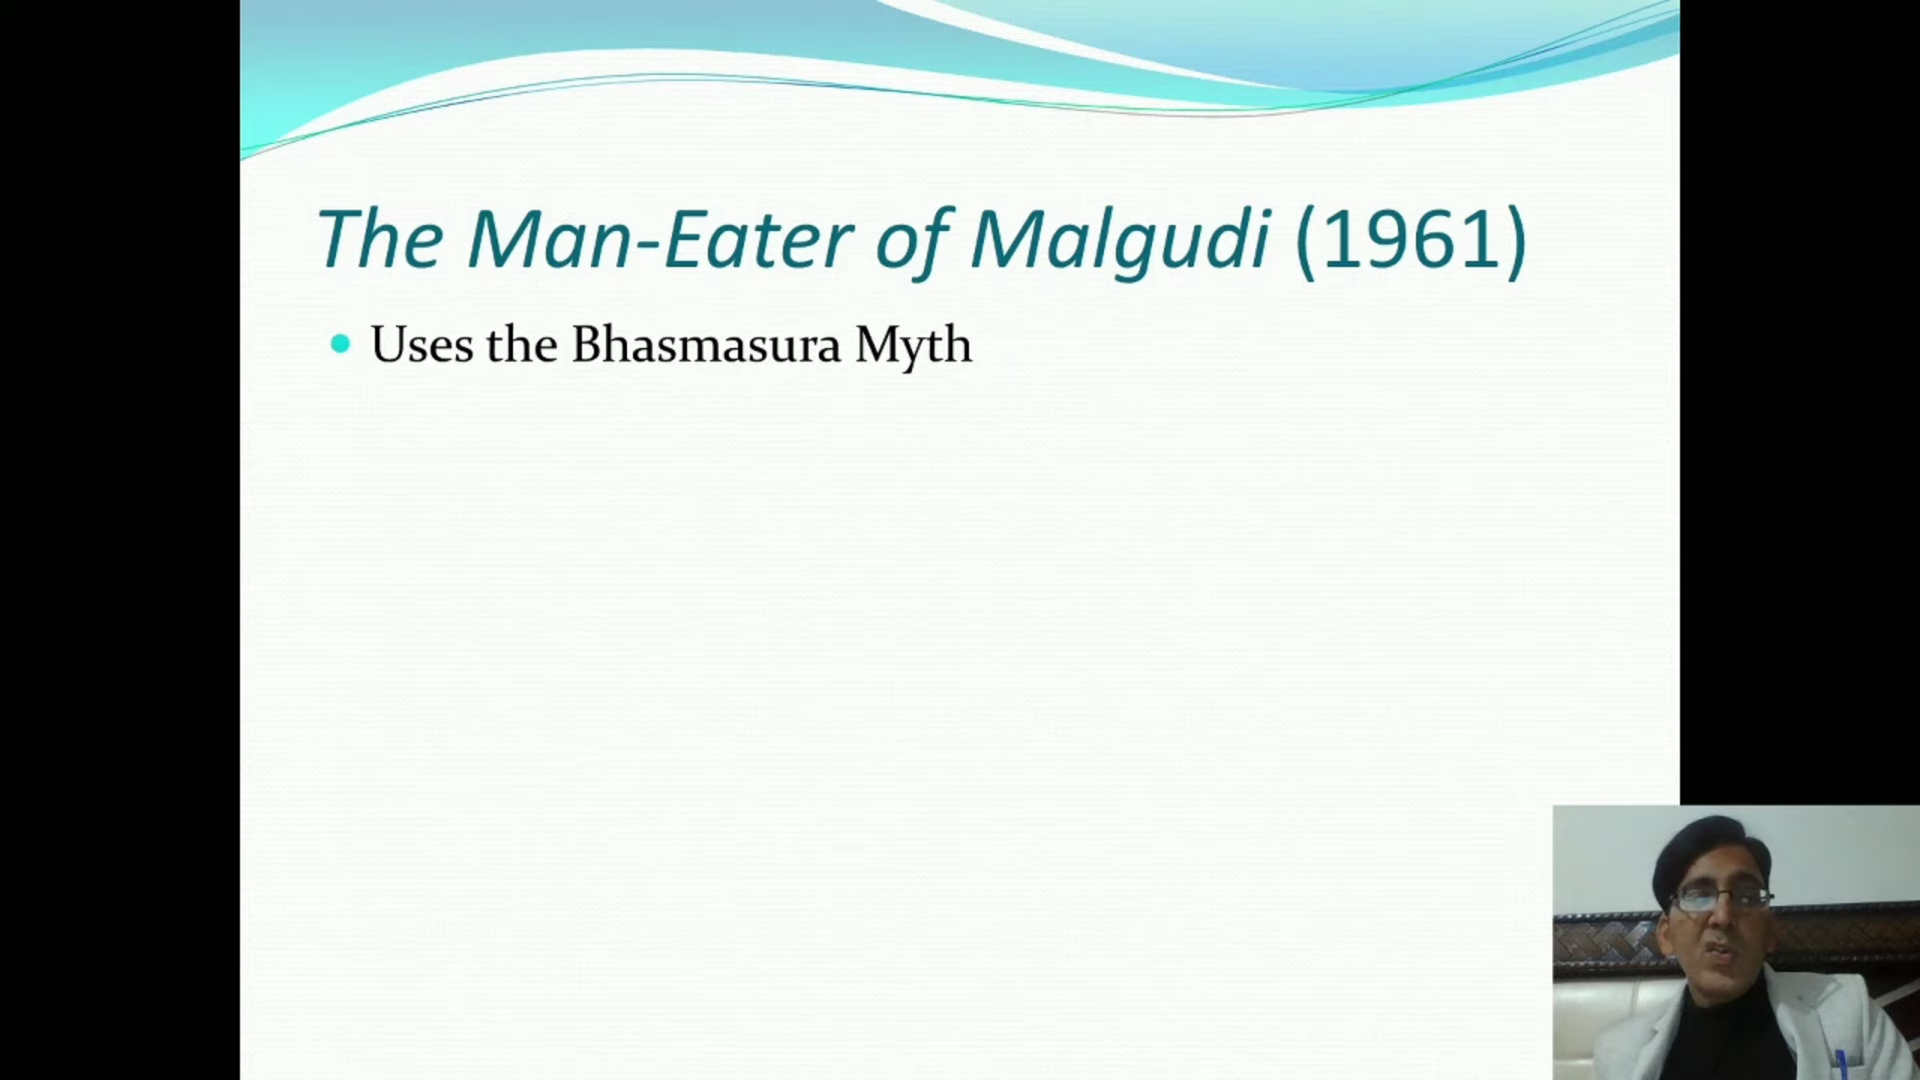 The Man-Eater of Malgudi (1961)
Uses the Bhasmasura Myth